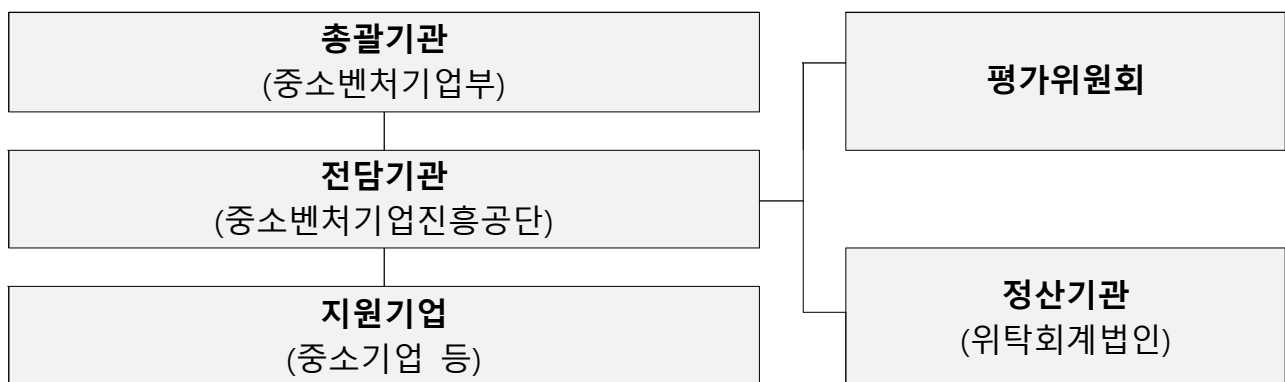 총괄기관
(중소벤처기업부)
전담기관
(중소벤처기업진흥공단)
지원기업
(중소기업 등)
평가위원회
정산기관
(위탁회계법인)